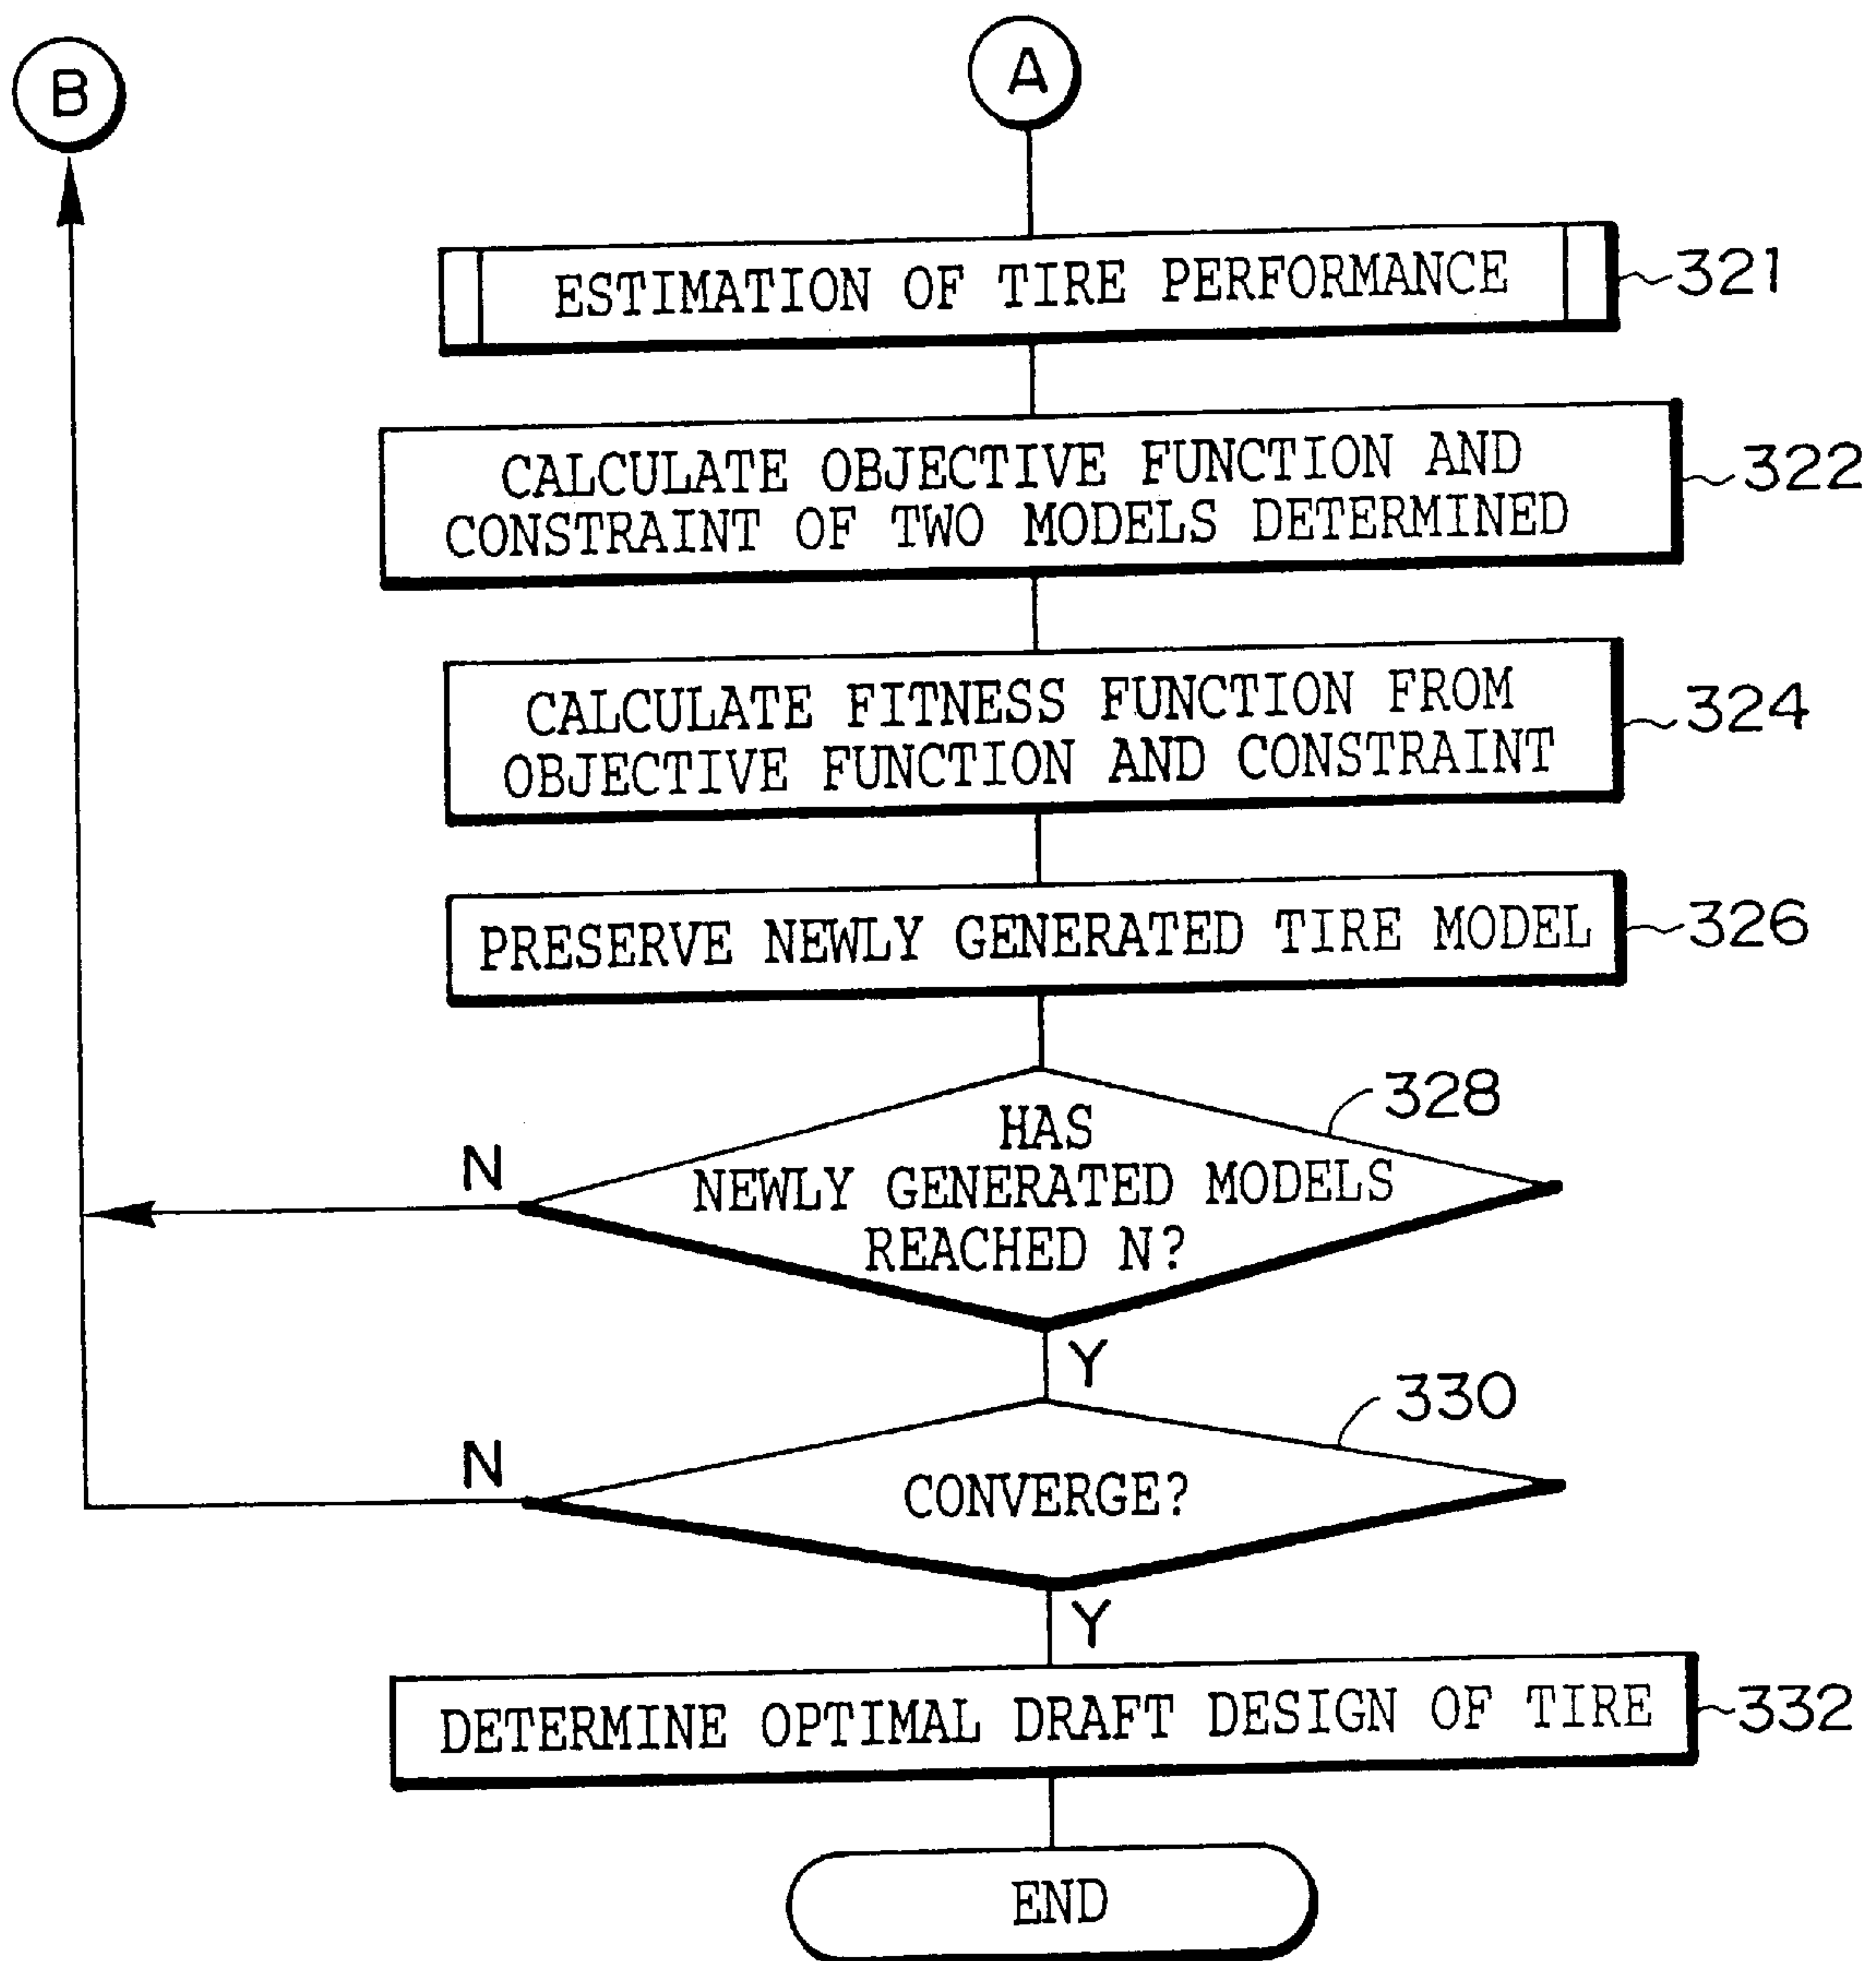 B
A
ESTIMATION OF TIRE PERFORMANCE
321
CALCULATE OBJECTIVE FUNCTION AND
CONSTRAINT OF TWO MODELS DETERMINED
322
CALCULATE FITNESS FUNCTION FROM
OBJECTIVE FUNCTION AND CONSTRAINT
324
PRESERVE NEWLY GENERATED TIRE MODEL
326
328
HAS
NEWLY GENERATED MODELS
REACHED N?
N
Y
330
CONVERGE?
N
Y
DETERMINE OPTIMAL DRAFT DESIGN OF TIRE
332
END